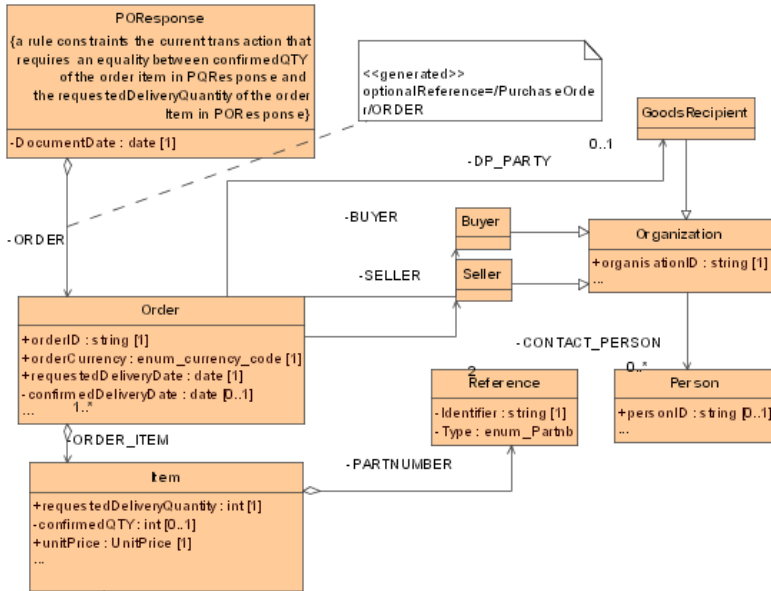 POResponse
{a rule constraints the current trans action that
requires an equality between confirmedQTY
of the order item in PQResponse and
the requestedDeliveryQuantity of the order
Item in POResponse}
-DocumentDate : date [1]
<<generated>>
optionalReference=/PurchaseOrde
r/ORDER
GoodsRecipient
0..1
-DP_PARTY
-ORDER
-BUYER
Buyer
Organization
+organisationID : string [1]
...
-SELLER
Seller
Order
+orderID : string [1]
+orderCurrency : enum_currency_code [1]
+requestedDeliveryDate : date [1]
-confirmedDeliveryDate : date [0..1]
...
1..*
-CONTACT_PERSON
0..*
2
Reference
-Identifier : string [1]
-Type : enum_Partnb
Person
+personID : string [0..1]
...
-ORDER_ITEM
-PARTNUMBER
Item
+requestedDeliveryQuantity : int [1]
-confirmedQTY : int [0..1]
+unitPrice : UnitPrice [1]
...